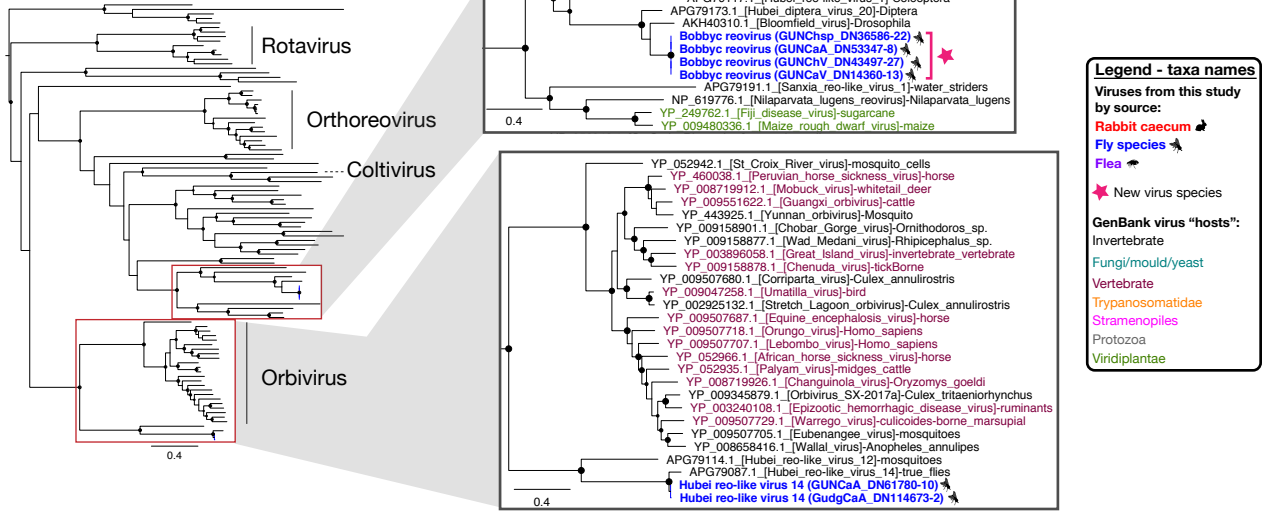 Rotavirus
Orthoreovirus
Coltivirus
Orbivirus
0.4
APG79173.1_[Hubei_diptera_virus_20]-Diptera
AKH40310.1_[Bloomfield_virus]-Drosophila
Bobbyc reovirus (GUNChsp_DN36586-22)
Bobbyc reovirus (GUNCaA_DN53347-8)
Bobbyc reovirus (GUNChV_DN43497-27)
Bobbyc reovirus (GUNCaV_DN14360-13)
APG79191.1_[Sanxia_reo-like_virus_1]-water_striders
NP_619776.1_[Nilaparvata_lugens_reovirus]-Nilaparvata_lugens
YP_249762.1_[Fiji_disease_virus]-sugarcane
YP_009480336.1_[Maize_rough_dwarf_virus]-maize
0.4
YP_052942.1_[St_Croix_River_virus]-mosquito_cells
YP_460038.1_[Peruvian_horse_sickness_virus]-horse
YP_008719912.1_[Mobuck_virus]-whitetail_deer
YP_009551622.1_[Guangxi_orbivirus]-cattle
YP_443925.1_[Yunnan_orbivirus]-Mosquito
YP_009158901.1_[Chobar_Gorge_virus]-Ornithodoros_sp.
YP_009158877.1_[Wad_Medani_virus]-Rhipicephalus_sp.
YP_003896058.1_[Great_Island_virus]-invertebrate_vertebrate
YP_009158878.1_[Chenuda_virus]-tickBorne
YP_009507680.1_[Corriparta_virus]-Culex_annulirostris
YP_009047258.1_[Umatilla_virus]-bird
YP_002925132.1_[Stretch_Lagoon_orbivirus]-Culex_annulirostris
YP_009507687.1_[Equine_encephalosis_virus]-horse
YP_009507718.1_[Orungo_virus]-Homo_sapiens
YP_009507707.1_[Lebombo_virus]-Homo_sapiens
YP_052966.1_[African_horse_sickness_virus]-horse
YP_052935.1_[Palyam_virus]-midges_cattle
YP_008719926.1_[Changuinola_virus]-Oryzomys_goeldi
YP_009345879.1_[Orbivirus_SX-2017a]-Culex_tritaeniorhynchus
YP_003240108.1_[Epizootic_hemorrhagic_disease_virus]-ruminants
YP_009507729.1_[Warrego_virus]-culicoides-borne_marsupial
YP_009507705.1_[Eubenangee_virus]-mosquitoes
YP_008658416.1_[Wallal_virus]-Anopheles_annulipes
APG79114.1_[Hubei_reo-like_virus_12]-mosquitoes
APG79087.1_[Hubei_reo-like_virus_14]-true_flies
Hubei reo-like virus 14 (GUNCaA_DN61780-10)
Hubei reo-like virus 14 (GudgCaA_DN114673-2)
0.4
Legend - taxa names
Viruses from this study
by source:
Rabbit caecum
Fly species
Flea
New virus species
GenBank virus “hosts”:
Invertebrate
Fungi/mould/yeast
Vertebrate
Trypanosomatidae
Stramenopiles
Protozoa
Viridiplantae